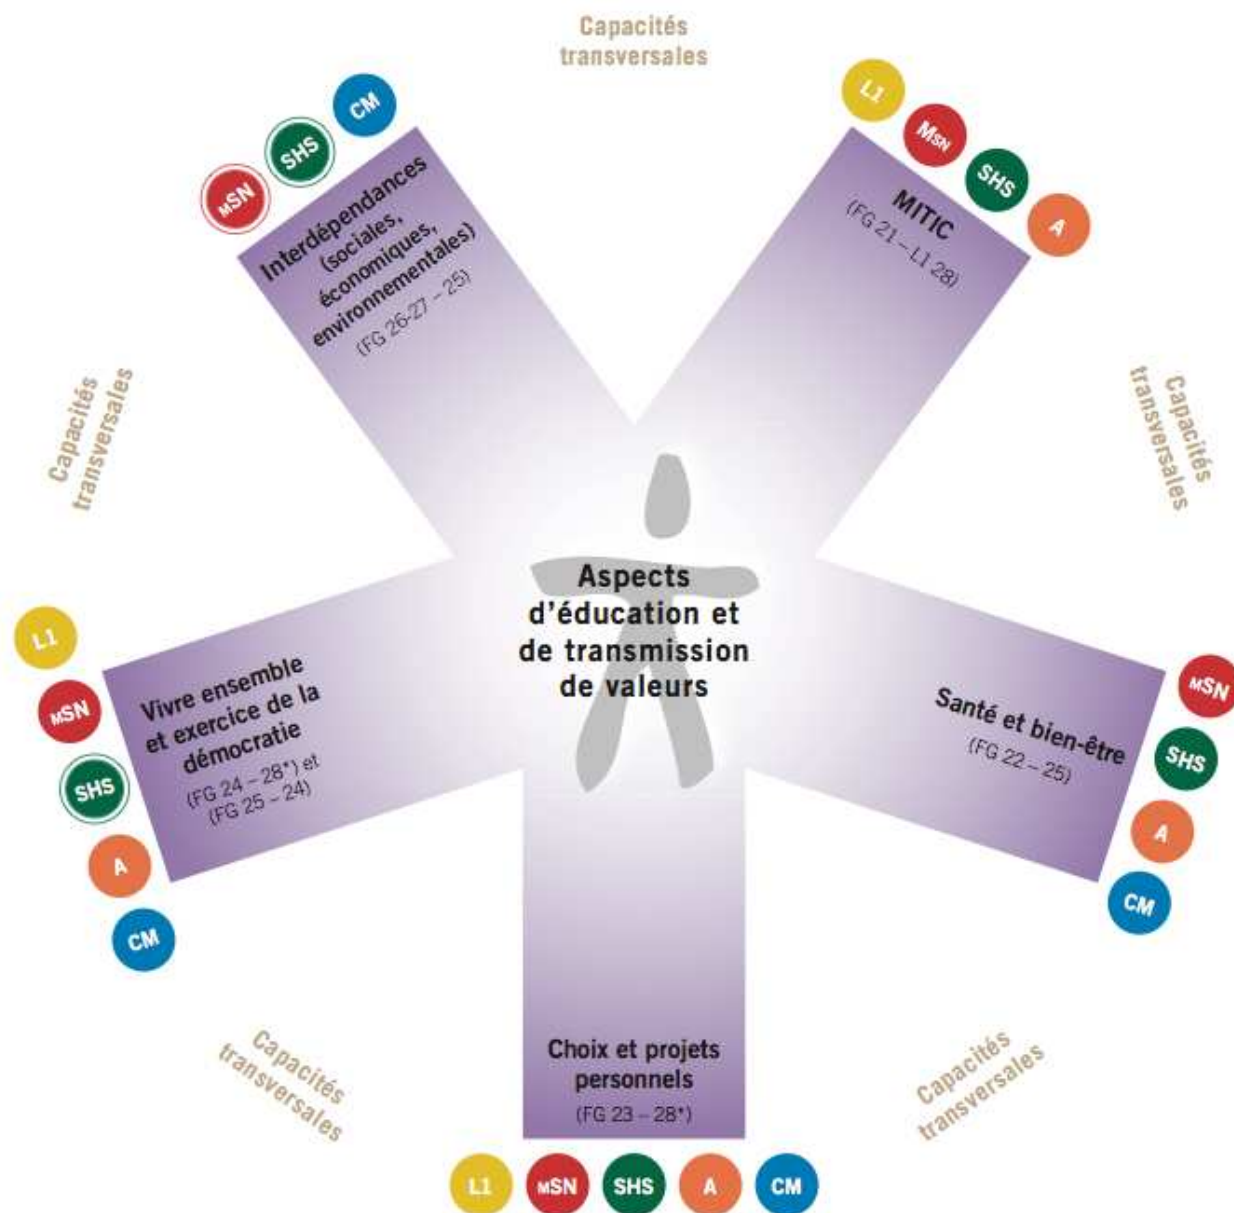 Capacités
transversales
CM
SHS
MSN
Interdépendances
(sociales,
économiques,
environnementales)
(FG 26-27 – 25)
L1
MSN
SHS
A
MITIC
(FG 21 – L1 28)
Capacités
transversales
Capacités
transversales
Aspects
d'éducation et
de transmission
de valeurs
L1
MSN
SHS
A
CM
Vivre ensemble
et exercice de la
démocratie
(FG 24 – 28*) et
(FG 25 – 24)
Santé et bien-être
(FG 22 – 25)
MSN
SHS
A
CM
Capacités
transversales
Choix et projets
personnels
(FG 23 – 28*)
Capacités
transversales
L1
MSN
SHS
A
CM